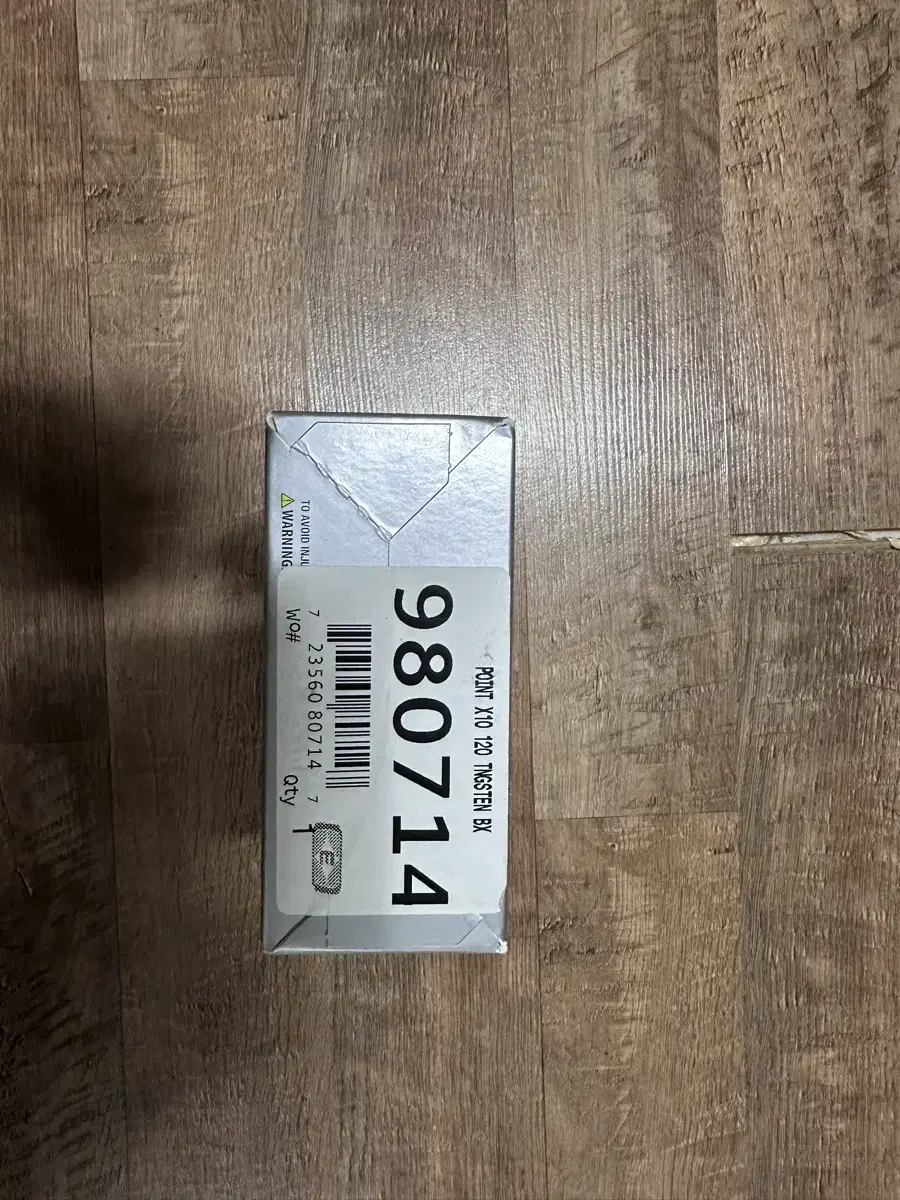 POINT X10 120 TNGSTEN BX
980714
7 23560 80714 7
WO# Qty 1
E
TO AVOID INJU
⚠WARNING